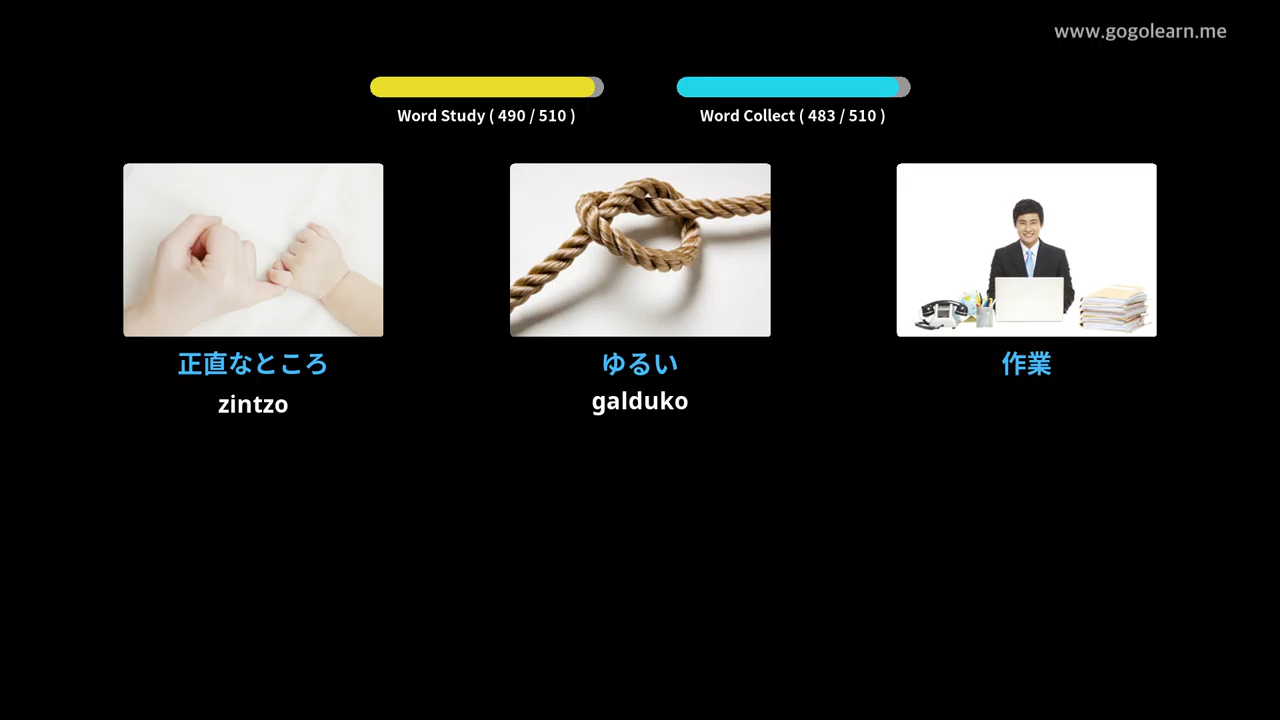 www.gogolearn.me
Word Study ( 490 / 510 )
Word Collect ( 483 / 510 )
正直なところ
ゆるい
作業
zintzo
galduko